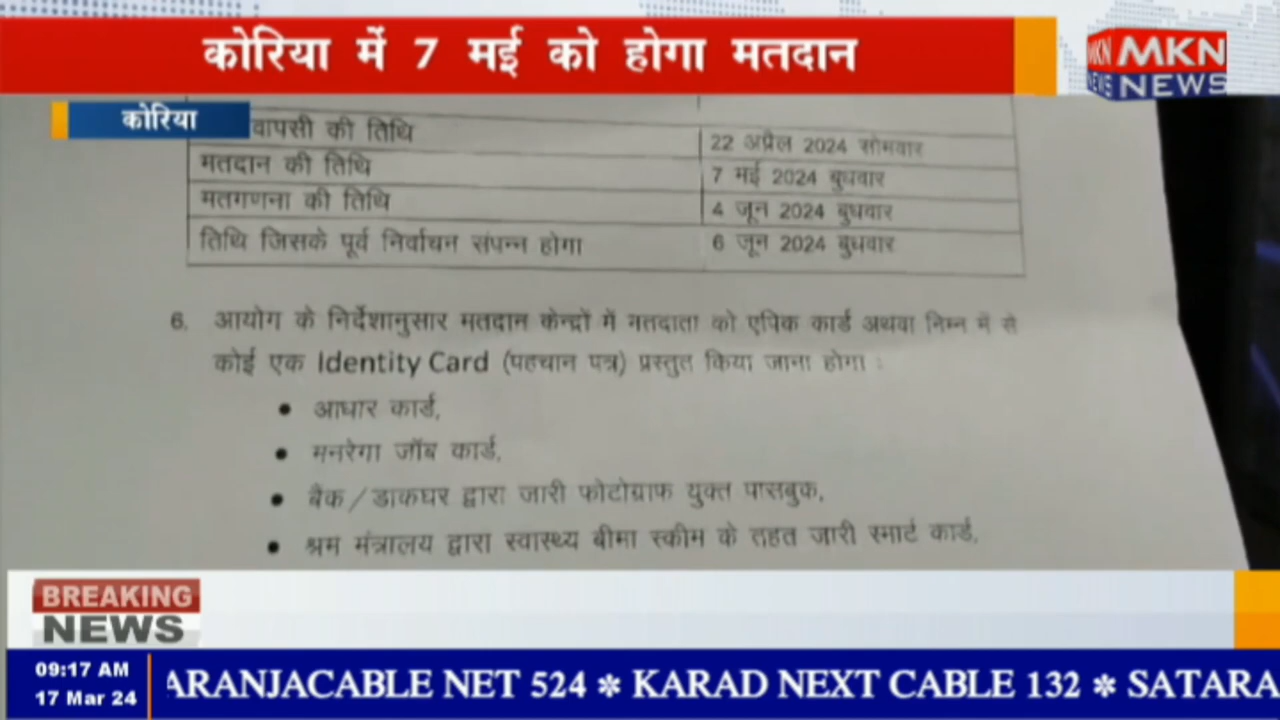 कोरिया में 7 मई को होगा मतदान
MKN NEWS
कोरिया
वापसी की तिथि 22 अप्रैल 2024 सोमवार
मतदान की तिथि 7 मई 2024 बुधवार
मतगणना की तिथि 4 जून 2024 बुधवार
तिथि जिसके पूर्व निर्वाचन संपन्न होगा 6 जून 2024 बुधवार
6. आयोग के निर्देशानुसार मतदान केन्द्रों में मतदाता को एपिक कार्ड अथवा निम्न में से
कोई एक Identity Card (पहचान पत्र) प्रस्तुत किया जाना होगा :
• आधार कार्ड,
• मनरेगा जॉब कार्ड,
• बैंक/डाकघर द्वारा जारी फोटोग्राफ युक्त पासबुक,
• श्रम मंत्रालय द्वारा स्वास्थ्य बीमा स्कीम के तहत जारी स्मार्ट कार्ड,
BREAKING
NEWS
09:17 AM
17 Mar 24
ARANJACABLE NET 524 * KARAD NEXT CABLE 132 * SATARA